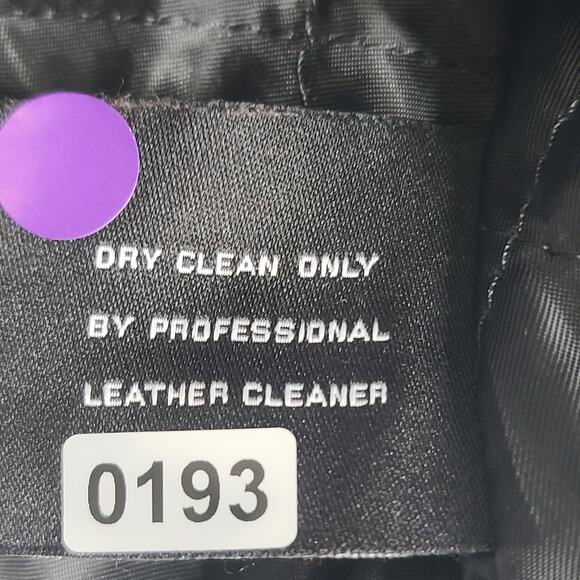 DRY CLEAN ONLY
BY PROFESSIONAL
LEATHER CLEANER
0193